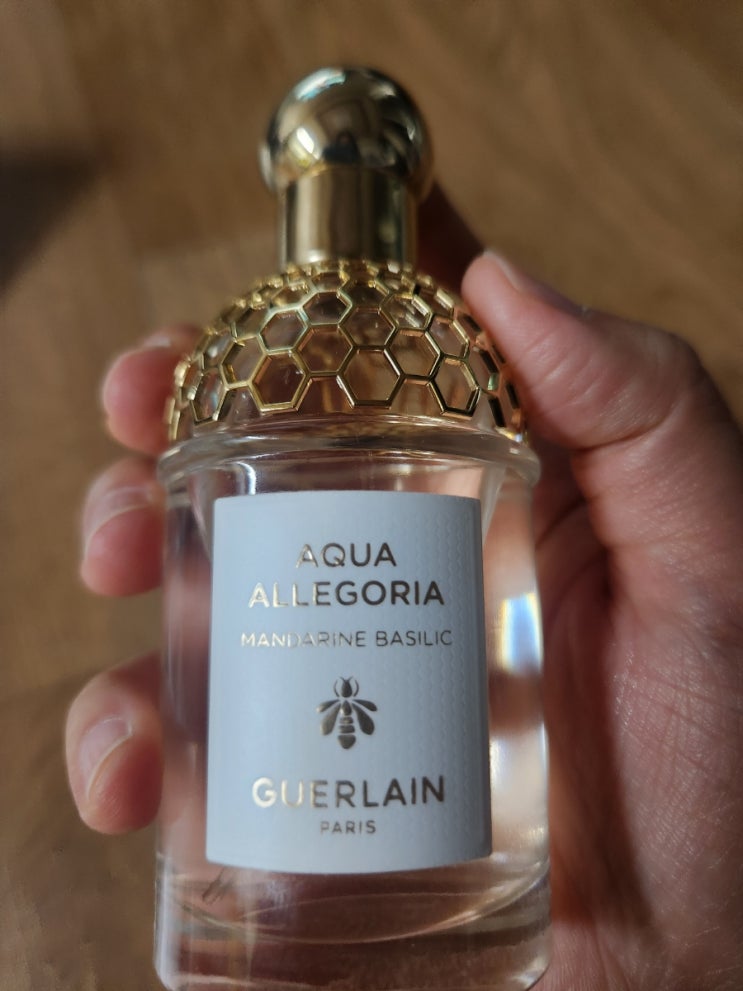 AQUA
ALLEGORIA
MANDARINE BASILIC
GUERLAIN
PARIS